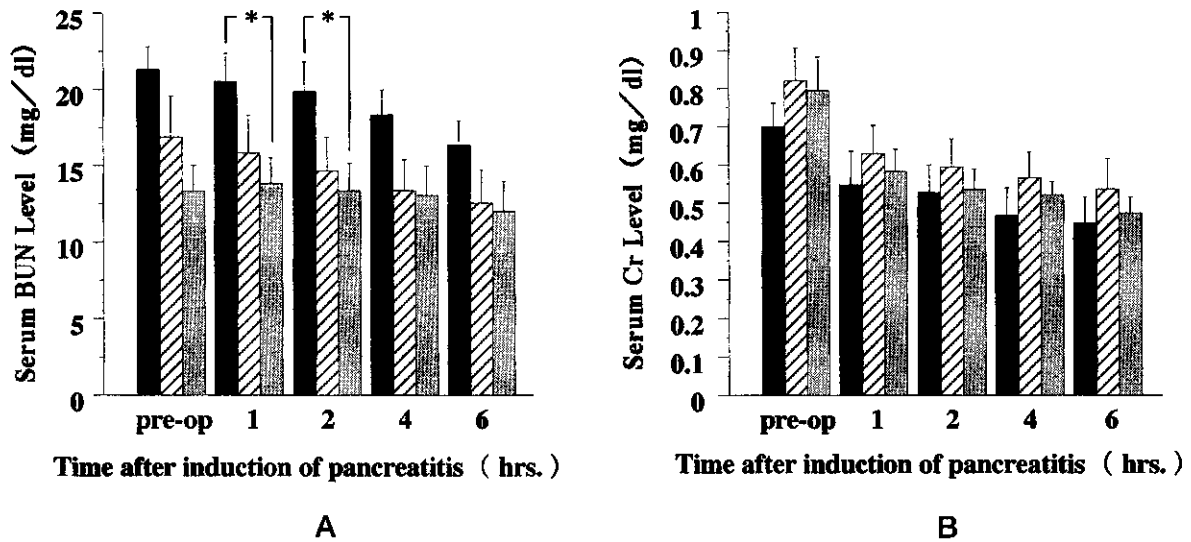 Serum BUN Level (mg/dl)
25
20
15
10
5
0
*
*
pre-op 1 2 4 6
Time after induction of pancreatitis ( hrs. )
A
Serum Cr Level (mg/dl)
1
0.9
0.8
0.7
0.6
0.5
0.4
0.3
0.2
0.1
0
pre-op 1 2 4 6
Time after induction of pancreatitis ( hrs. )
B